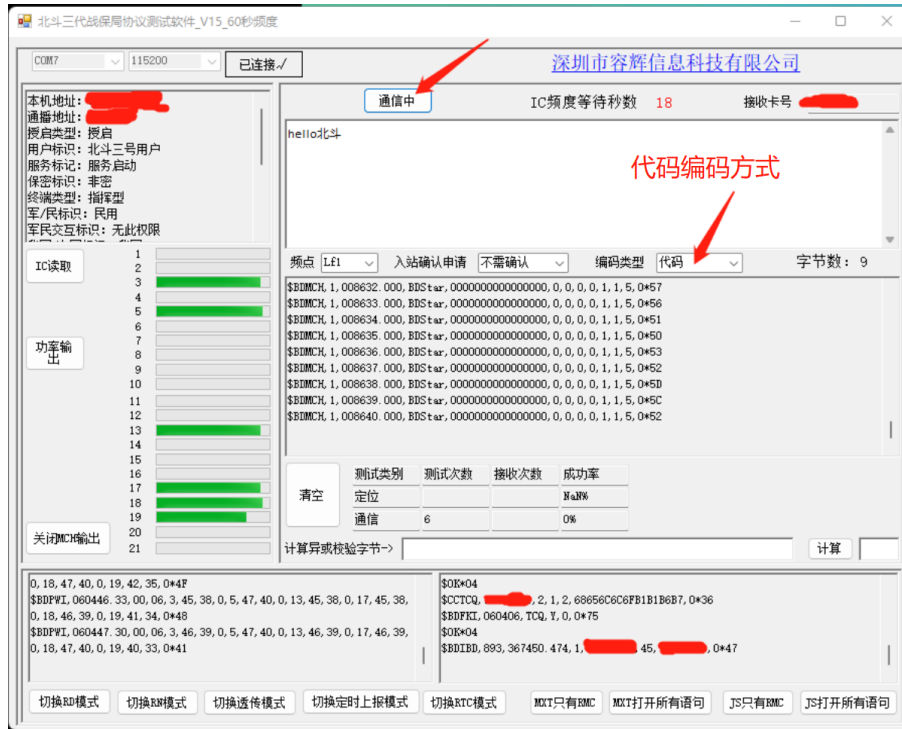 北斗三代战保局协议测试软件_V15_60秒频度
COM7 115200 已连接✓ 深圳市容辉信息科技有限公司
通信中 IC频度等待秒数 18 接收卡号
本机地址:
通播地址:
授启类型: 授启
用户标识: 北斗三号用户
服务标记: 服务启动
保密标识: 非密
终端类型: 指挥型
军/民标识: 民用
军民交互标识: 无此权限
hello北斗
代码编码方式
IC读取
功率输出
关闭MCH输出
1
2
3
4
5
6
7
8
9
10
11
12
13
14
15
16
17
18
19
20
21
频点 Lf1 入站确认申请 不需确认 编码类型 代码 字节数: 9
$BDMCH,1,008632.000,BDStar,0000000000000000,0,0,0,0,1,1,5,0*57
$BDMCH,1,008633.000,BDStar,0000000000000000,0,0,0,0,1,1,5,0*56
$BDMCH,1,008634.000,BDStar,0000000000000000,0,0,0,0,1,1,5,0*51
$BDMCH,1,008635.000,BDStar,0000000000000000,0,0,0,0,1,1,5,0*50
$BDMCH,1,008636.000,BDStar,0000000000000000,0,0,0,0,1,1,5,0*53
$BDMCH,1,008637.000,BDStar,0000000000000000,0,0,0,0,1,1,5,0*52
$BDMCH,1,008638.000,BDStar,0000000000000000,0,0,0,0,1,1,5,0*5D
$BDMCH,1,008639.000,BDStar,0000000000000000,0,0,0,0,1,1,5,0*5C
$BDMCH,1,008640.000,BDStar,0000000000000000,0,0,0,0,1,1,5,0*52
清空
测试类别 测试次数 接收次数 成功率
定位 NaN%
通信 6 0%
计算异或校验字节-> 计算
0,18,47,40,0,19,42,35,0*4F
$BDPWI,060446.33,00,06,3,45,38,0,5,47,40,0,13,45,38,0,17,45,38,
0,18,46,39,0,19,41,34,0*48
$BDPWI,060447.30,00,06,3,46,39,0,5,47,40,0,13,46,39,0,17,46,39,
0,18,47,40,0,19,40,33,0*41
$OK*04
$CCTCQ, ,2,1,2,68656C6C6FB1B1B6B7,0*36
$BDFKI,060406,TCQ,Y,0,0*75
$OK*04
$BDIBD,893,367450.474,1, ,45, ,0*47
切换RD模式 切换RN模式 切换透传模式 切换定时上报模式 切换RTC模式 MXT只有RMC MXT打开所有语句 JS只有RMC JS打开所有语句